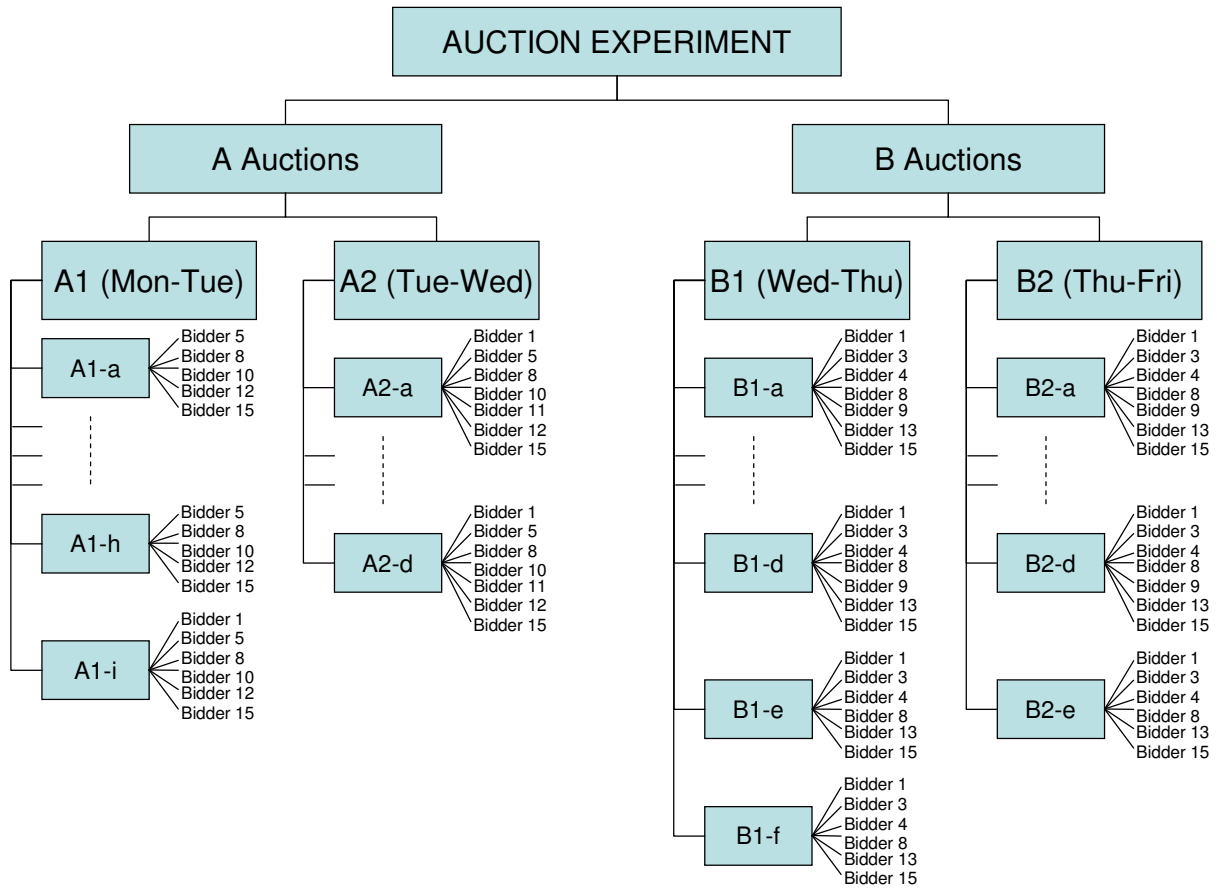 AUCTION EXPERIMENT
A Auctions
B Auctions
A1 (Mon-Tue)
A2 (Tue-Wed)
B1 (Wed-Thu)
B2 (Thu-Fri)
A1-a
Bidder 5
Bidder 8
Bidder 10
Bidder 12
Bidder 15
A1-h
Bidder 5
Bidder 8
Bidder 10
Bidder 12
Bidder 15
A1-i
Bidder 1
Bidder 5
Bidder 8
Bidder 10
Bidder 12
Bidder 15
A2-a
Bidder 1
Bidder 5
Bidder 8
Bidder 10
Bidder 11
Bidder 12
Bidder 15
A2-d
Bidder 1
Bidder 5
Bidder 8
Bidder 10
Bidder 11
Bidder 12
Bidder 15
B1-a
Bidder 1
Bidder 3
Bidder 4
Bidder 8
Bidder 9
Bidder 13
Bidder 15
B1-d
Bidder 1
Bidder 3
Bidder 4
Bidder 8
Bidder 9
Bidder 13
Bidder 15
B1-e
Bidder 1
Bidder 3
Bidder 4
Bidder 8
Bidder 13
Bidder 15
B1-f
Bidder 1
Bidder 3
Bidder 4
Bidder 8
Bidder 13
Bidder 15
B2-a
Bidder 1
Bidder 3
Bidder 4
Bidder 8
Bidder 9
Bidder 13
Bidder 15
B2-d
Bidder 1
Bidder 3
Bidder 4
Bidder 8
Bidder 9
Bidder 13
Bidder 15
B2-e
Bidder 1
Bidder 3
Bidder 4
Bidder 8
Bidder 13
Bidder 15